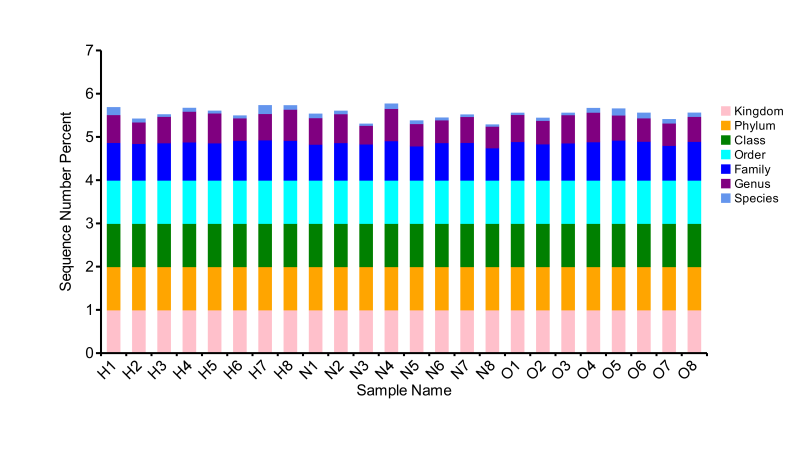 7
6
5
4
3
2
1
0
Sequence Number Percent
H1 H2 H3 H4 H5 H6 H7 H8 N1 N2 N3 N4 N5 N6 N7 N8 O1 O2 O3 O4 O5 O6 O7 O8
Sample Name
Kingdom
Phylum
Class
Order
Family
Genus
Species